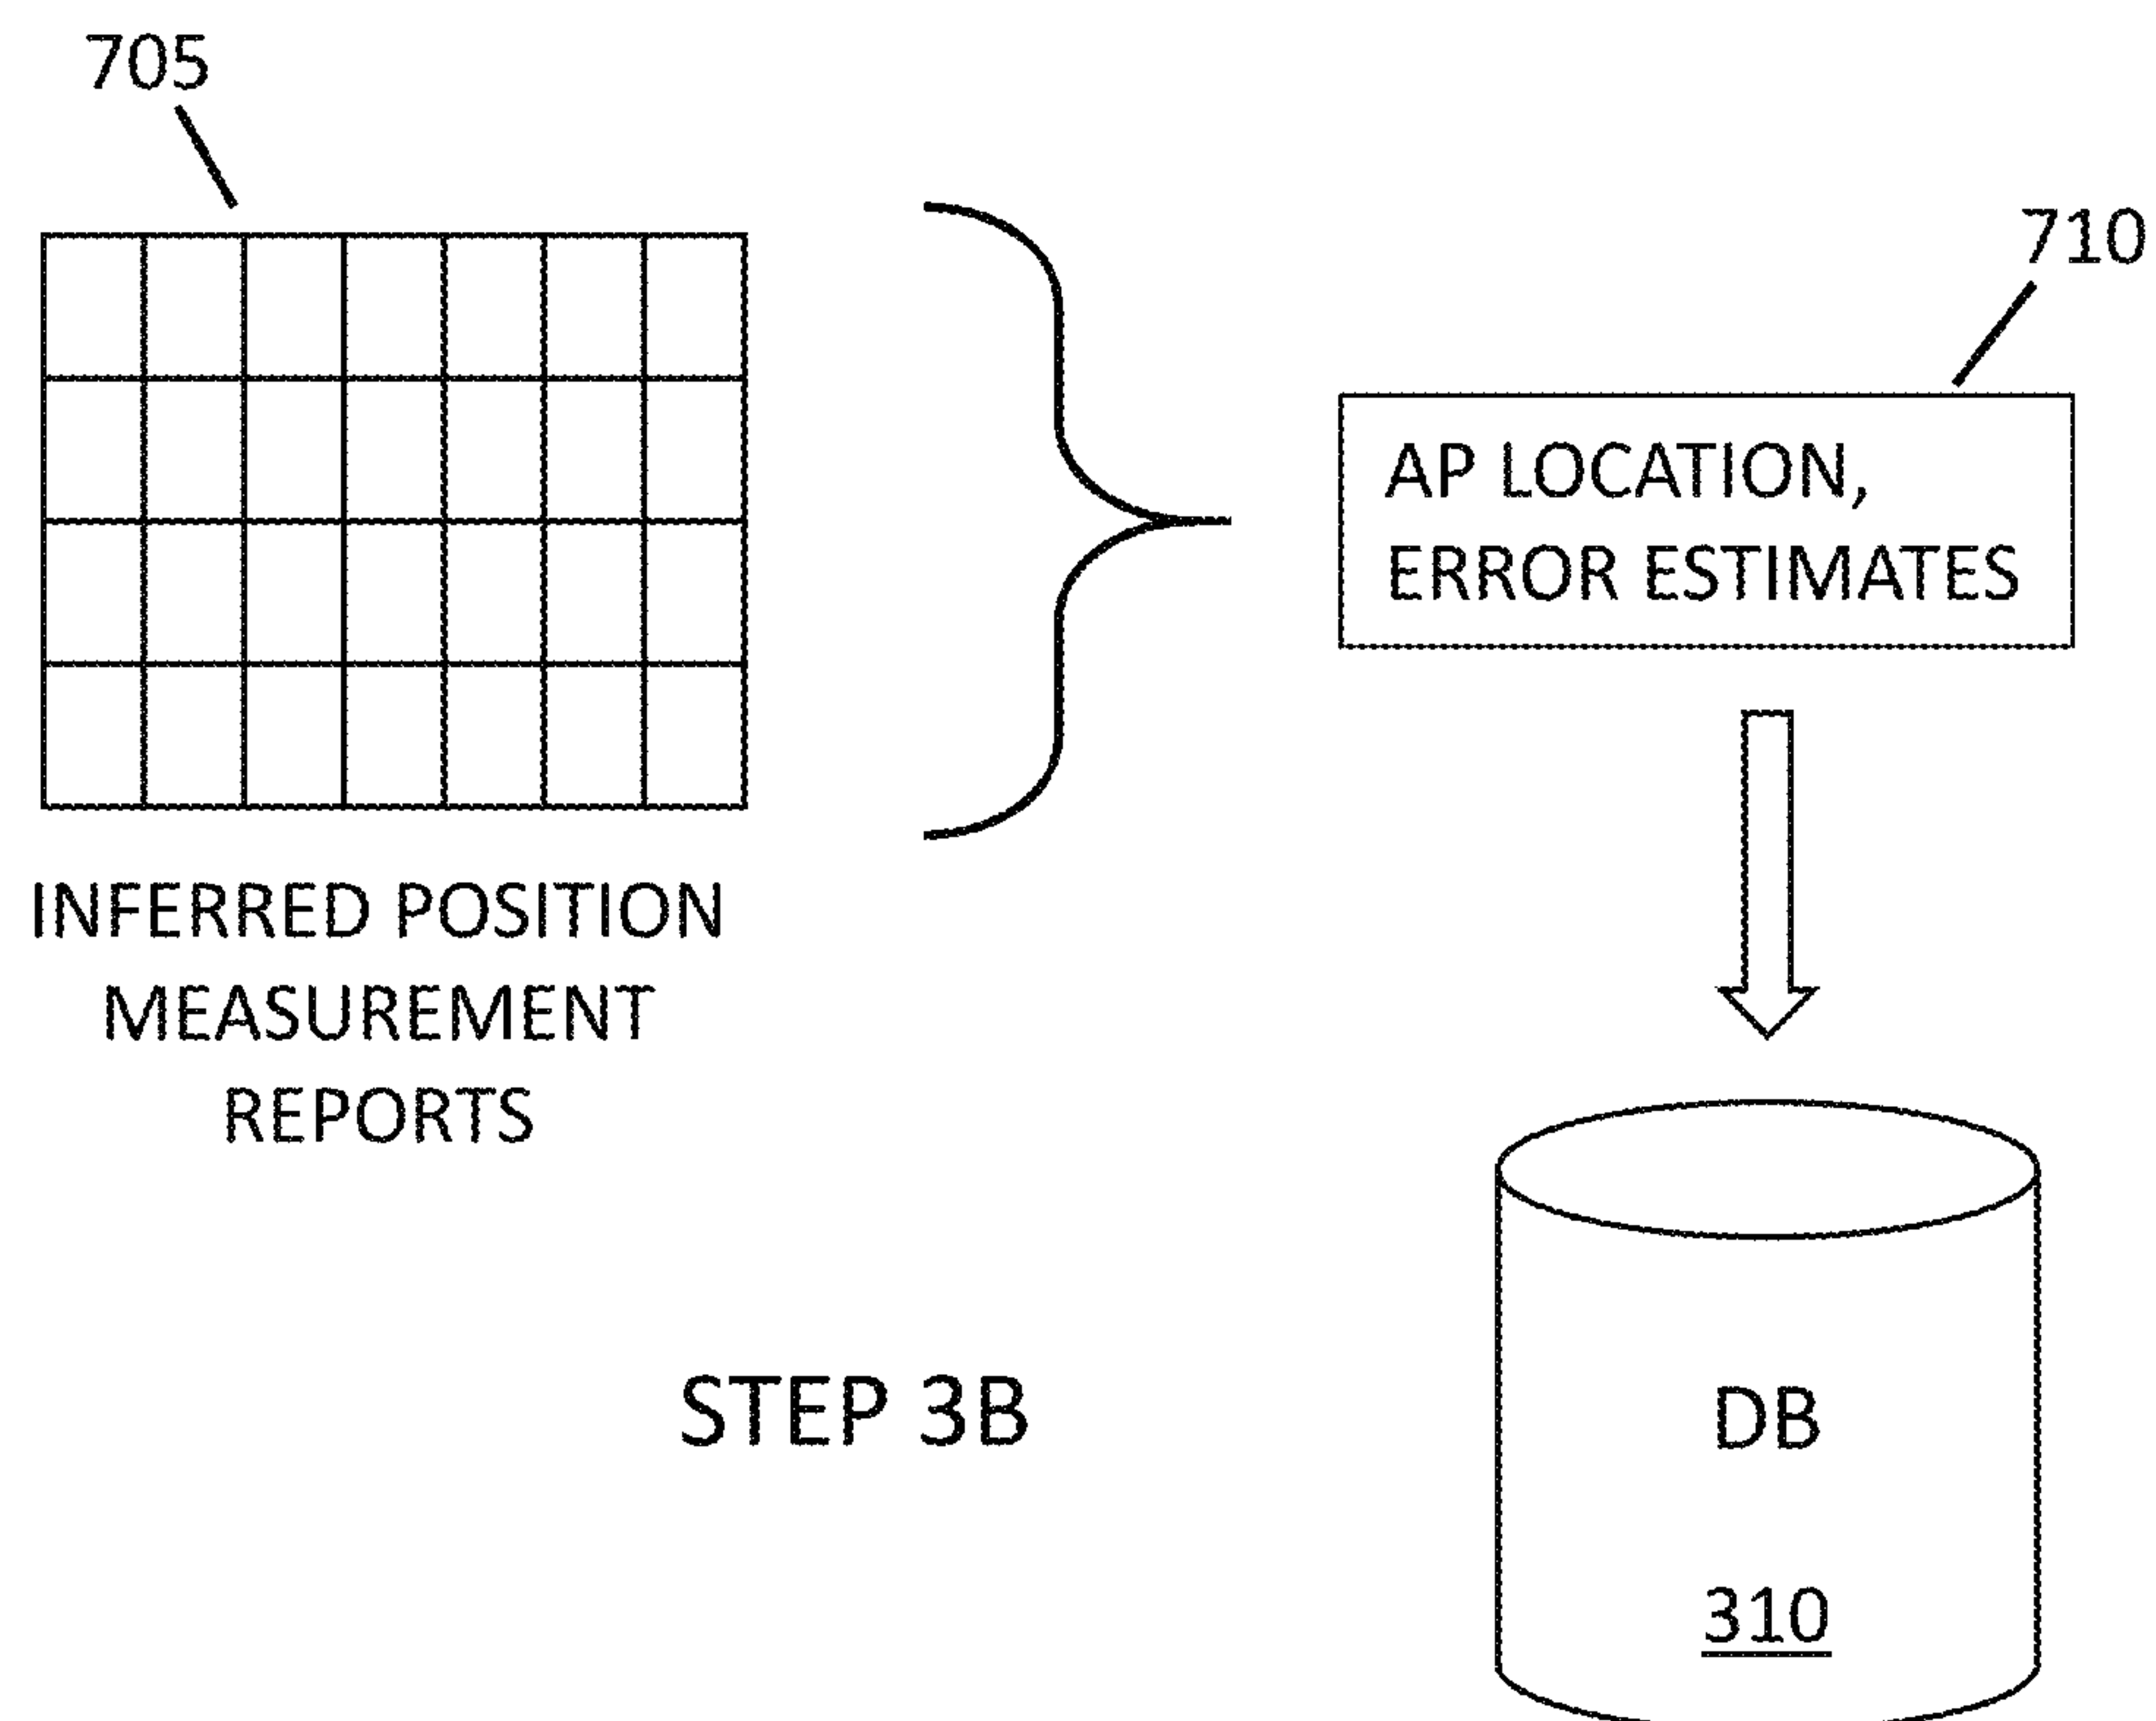 705
710
AP LOCATION,
ERROR ESTIMATES
INFERRED POSITION
MEASUREMENT
REPORTS
STEP 3B
DB
310